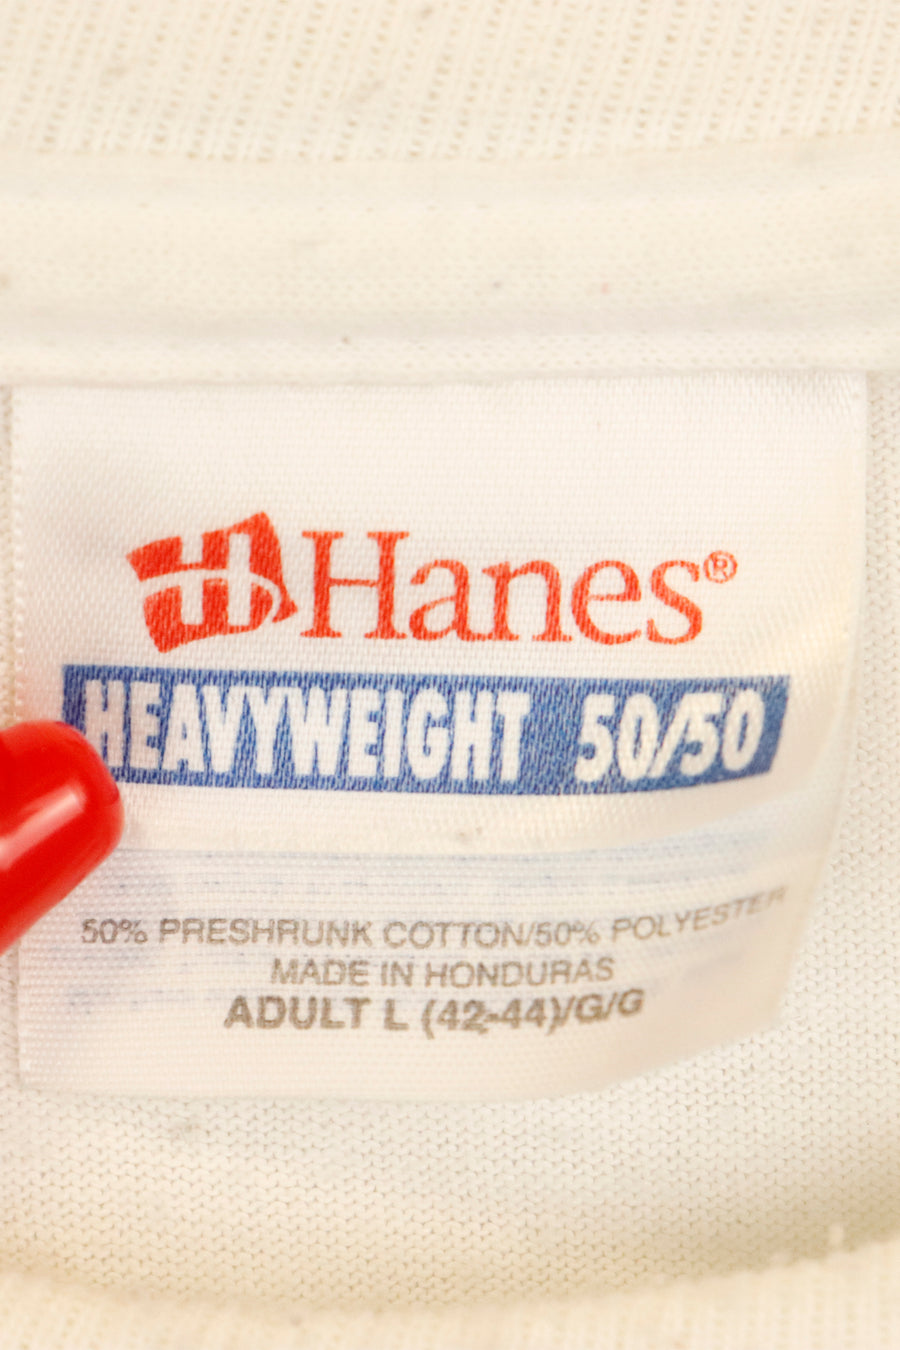 H Hanes®
HEAVYWEIGHT 50/50
50% PRESHRUNK COTTON/50% POLYESTER
MADE IN HONDURAS
ADULT L (42-44)/G/G